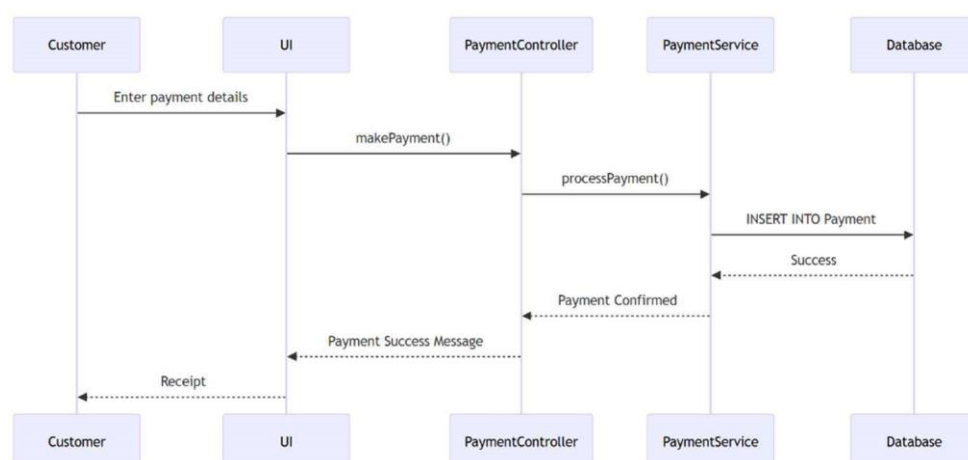 Customer UI PaymentController PaymentService Database
Enter payment details
makePayment()
processPayment()
INSERT INTO Payment
Success
Payment Confirmed
Payment Success Message
Receipt
Customer UI PaymentController PaymentService Database